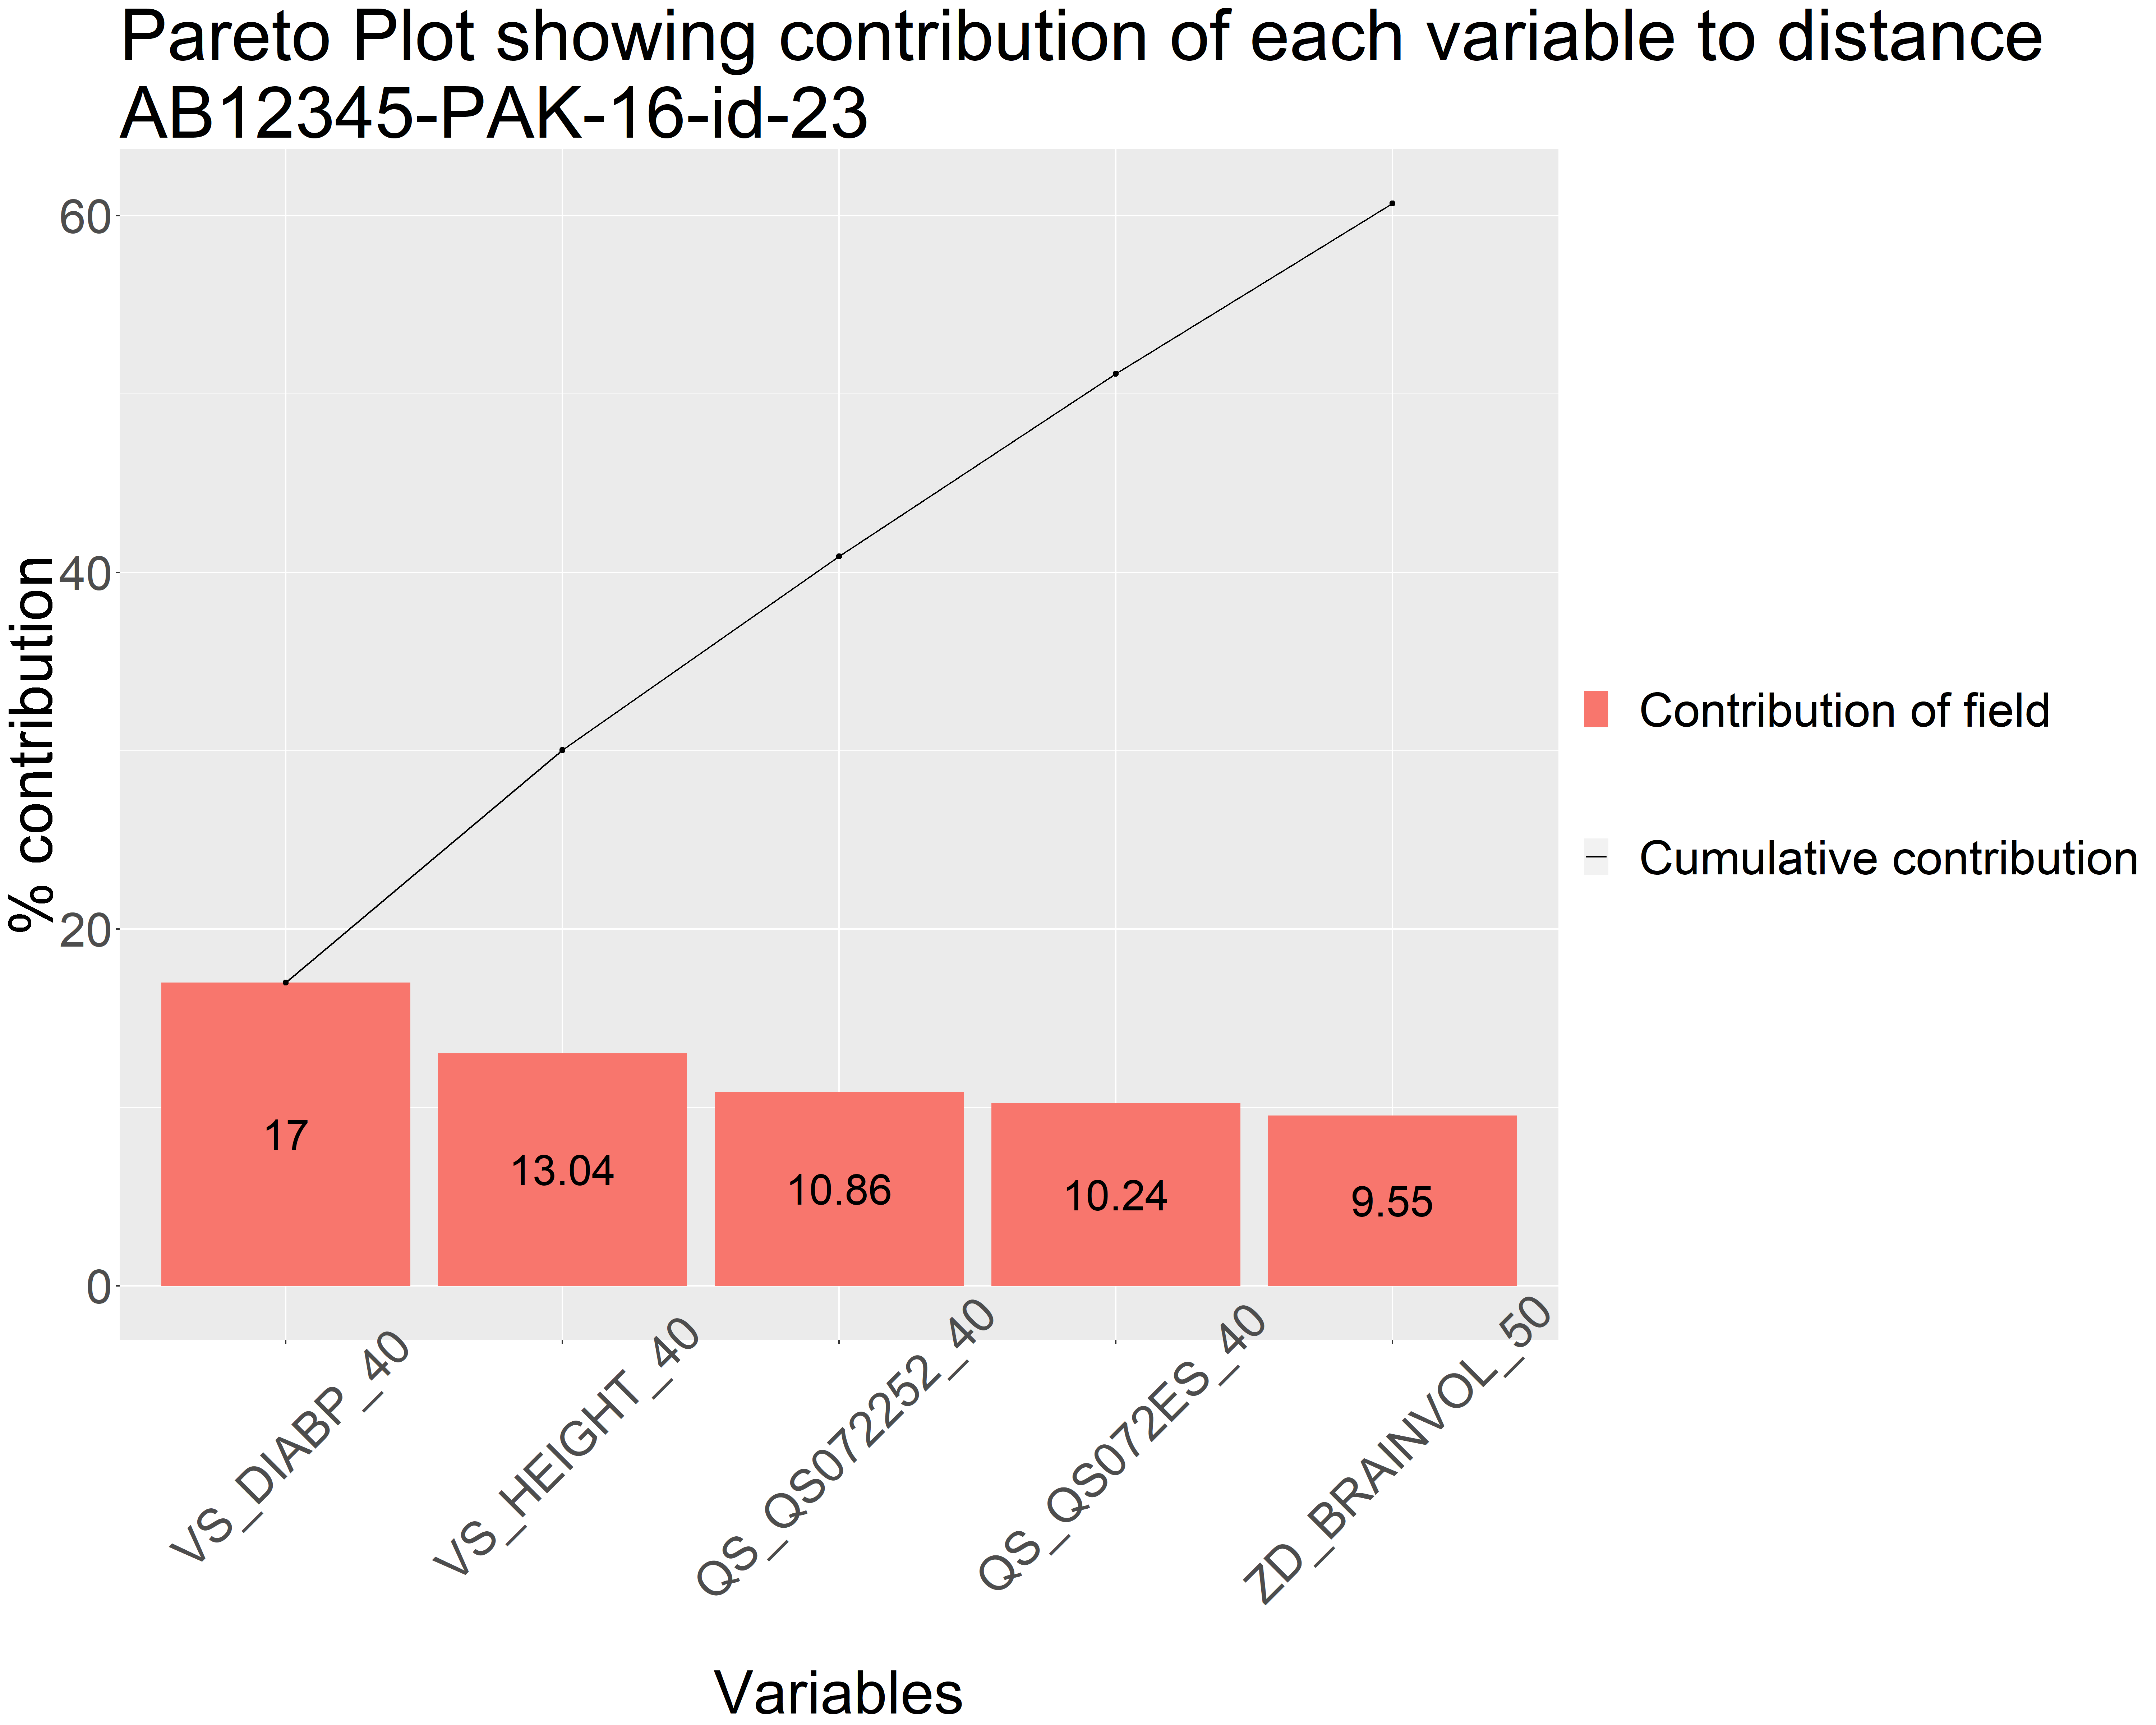 Pareto Plot showing contribution of each variable to distance
AB12345-PAK-16-id-23
% contribution
60
40
20
0
17
13.04
10.86
10.24
9.55
VS_DIABP_40
VS_HEIGHT_40
QS_QS072252_40
QS_QS072ES_40
ZD_BRAINVOL_50
Variables
Contribution of field
Cumulative contribution